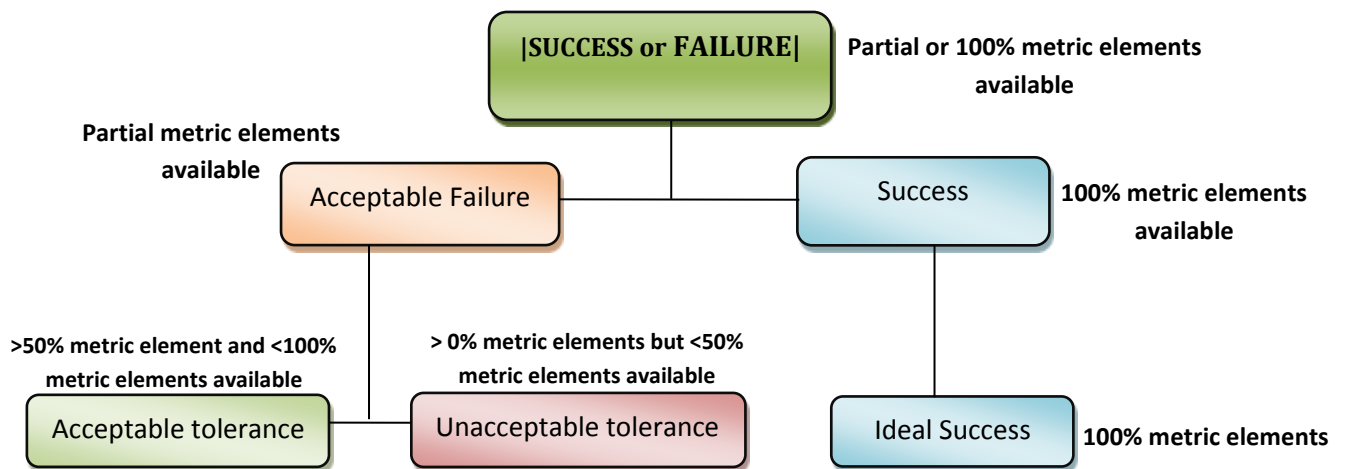 |SUCCESS or FAILURE|
Partial or 100% metric elements
available
Partial metric elements
available
Acceptable Failure
Success
100% metric elements
available
>50% metric element and <100%
metric elements available
> 0% metric elements but <50%
metric elements available
Acceptable tolerance
Unacceptable tolerance
Ideal Success
100% metric elements